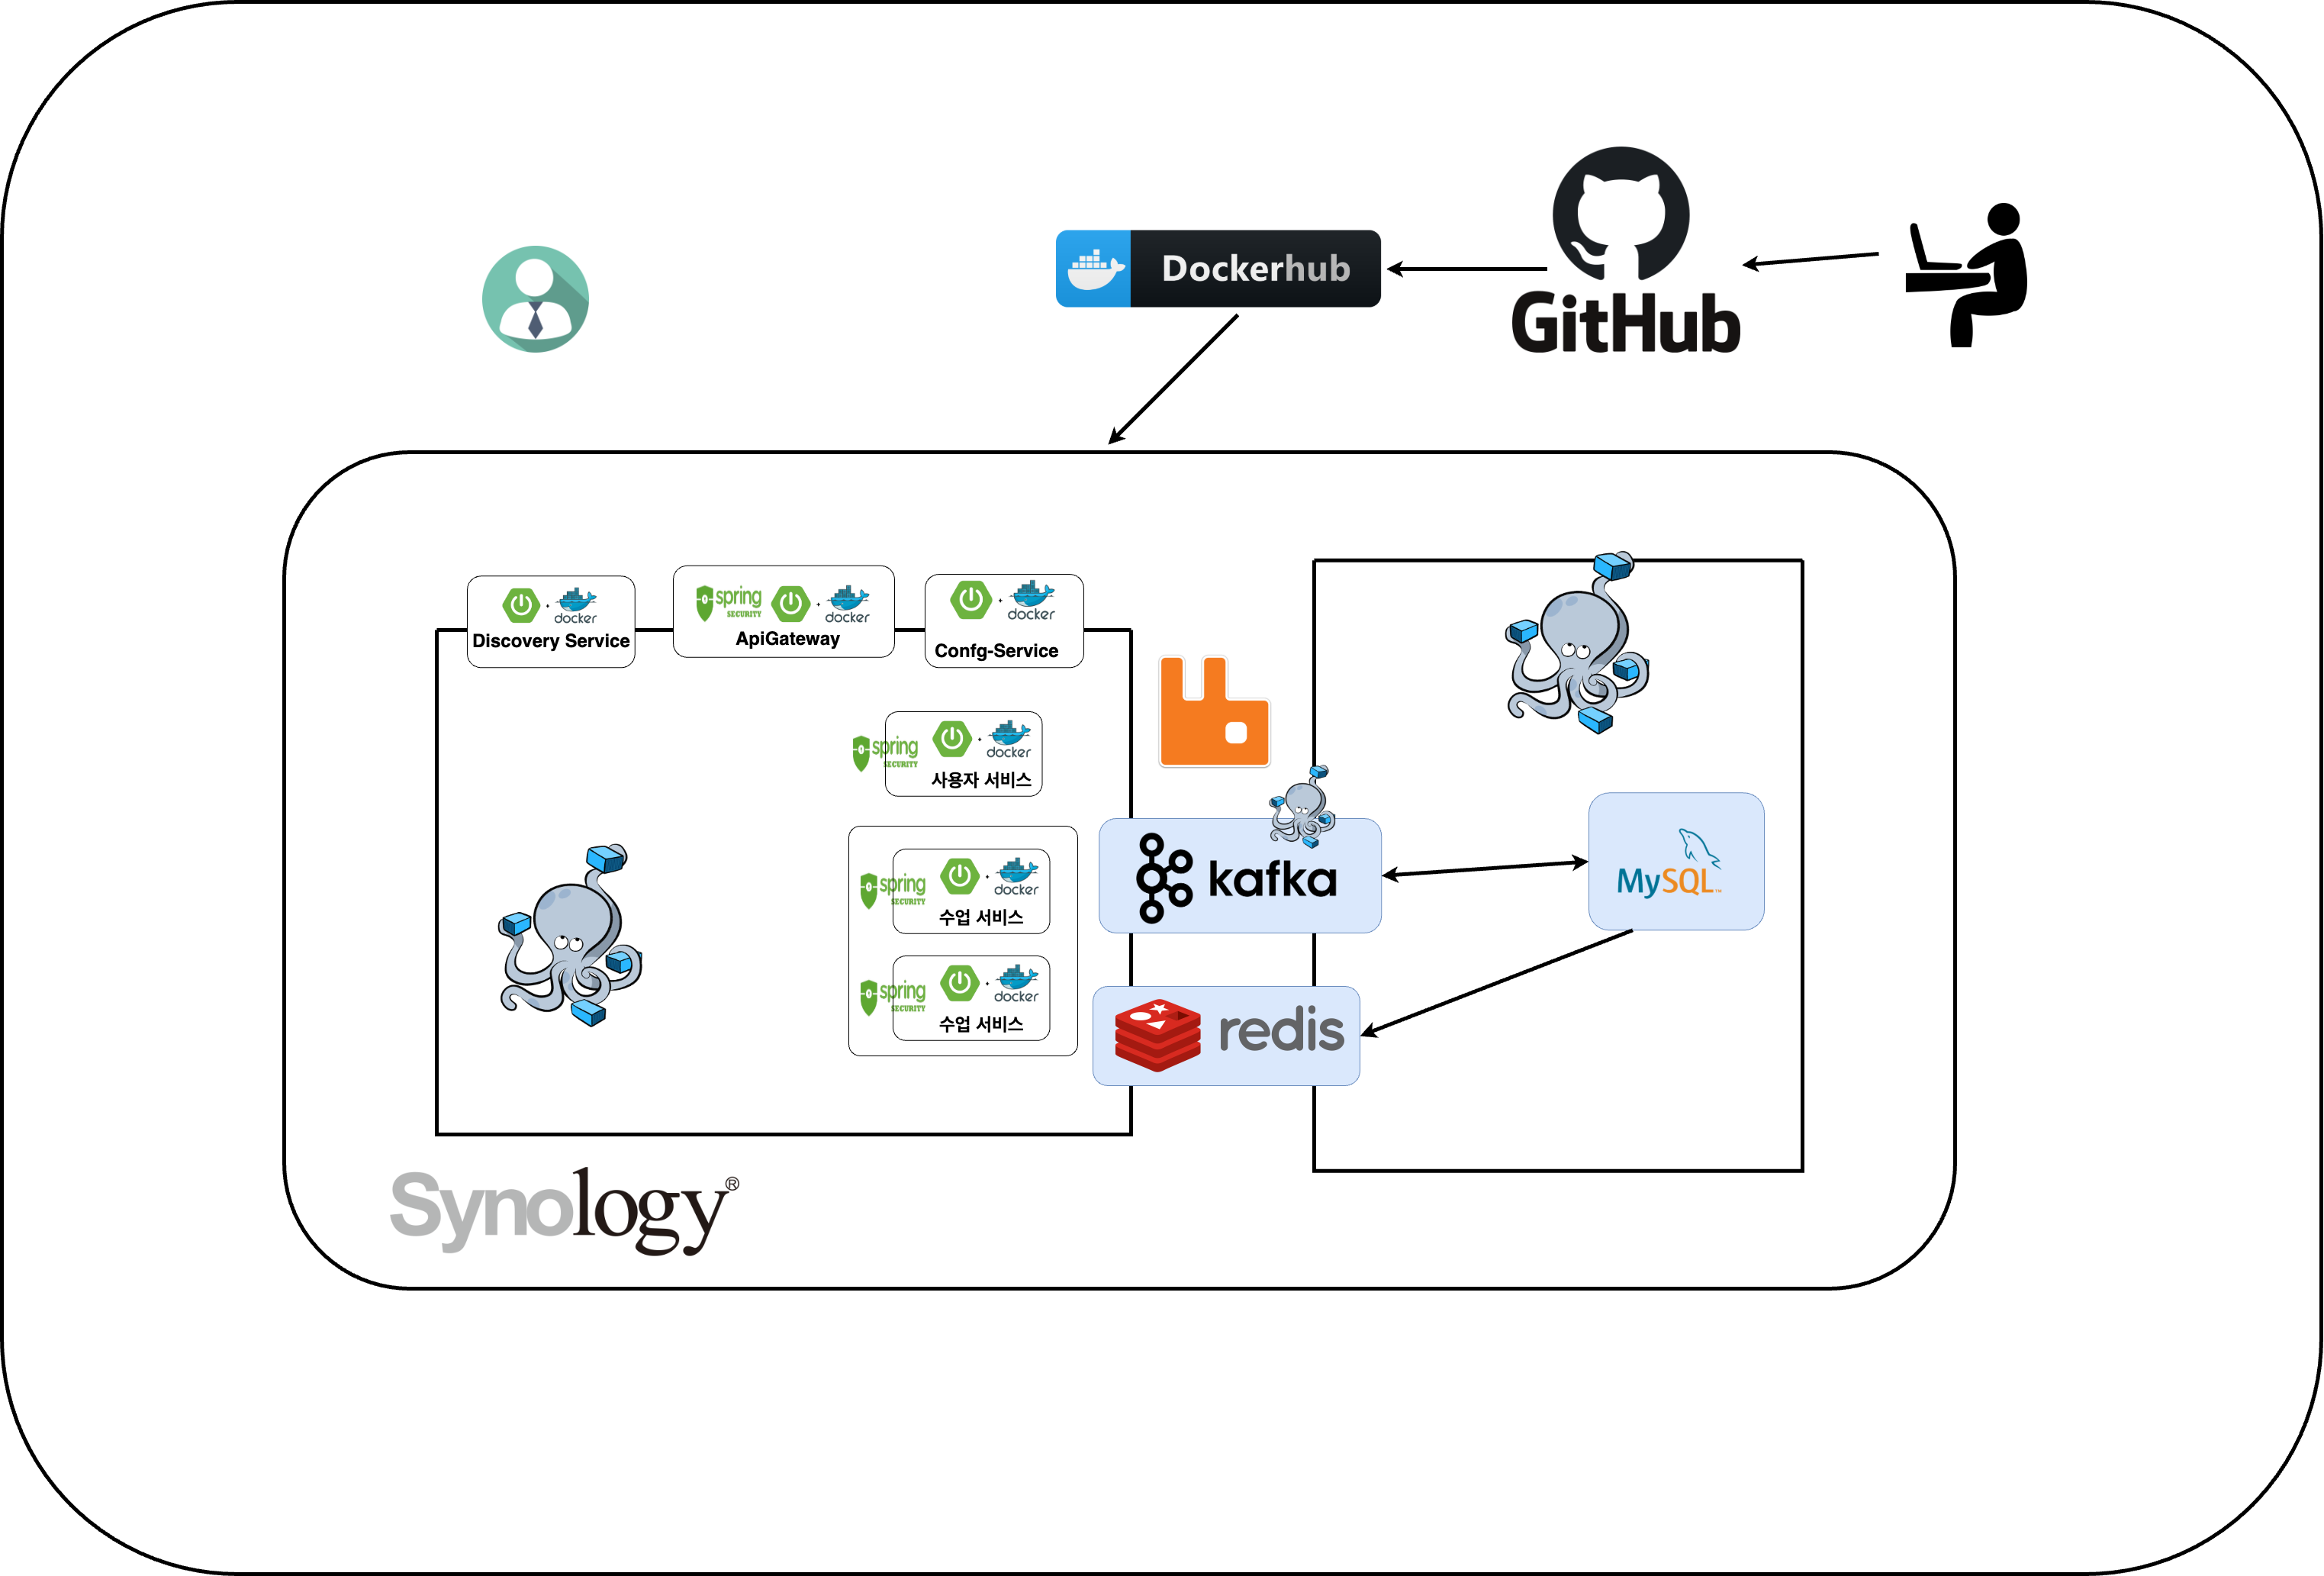 Dockerhub
GitHub
docker
Discovery Service
spring
SECURITY
docker
ApiGateway
docker
Confg-Service
spring
SECURITY
docker
사용자 서비스
spring
SECURITY
docker
수업 서비스
spring
SECURITY
docker
수업 서비스
kafka
MySQL™
redis
Synology®